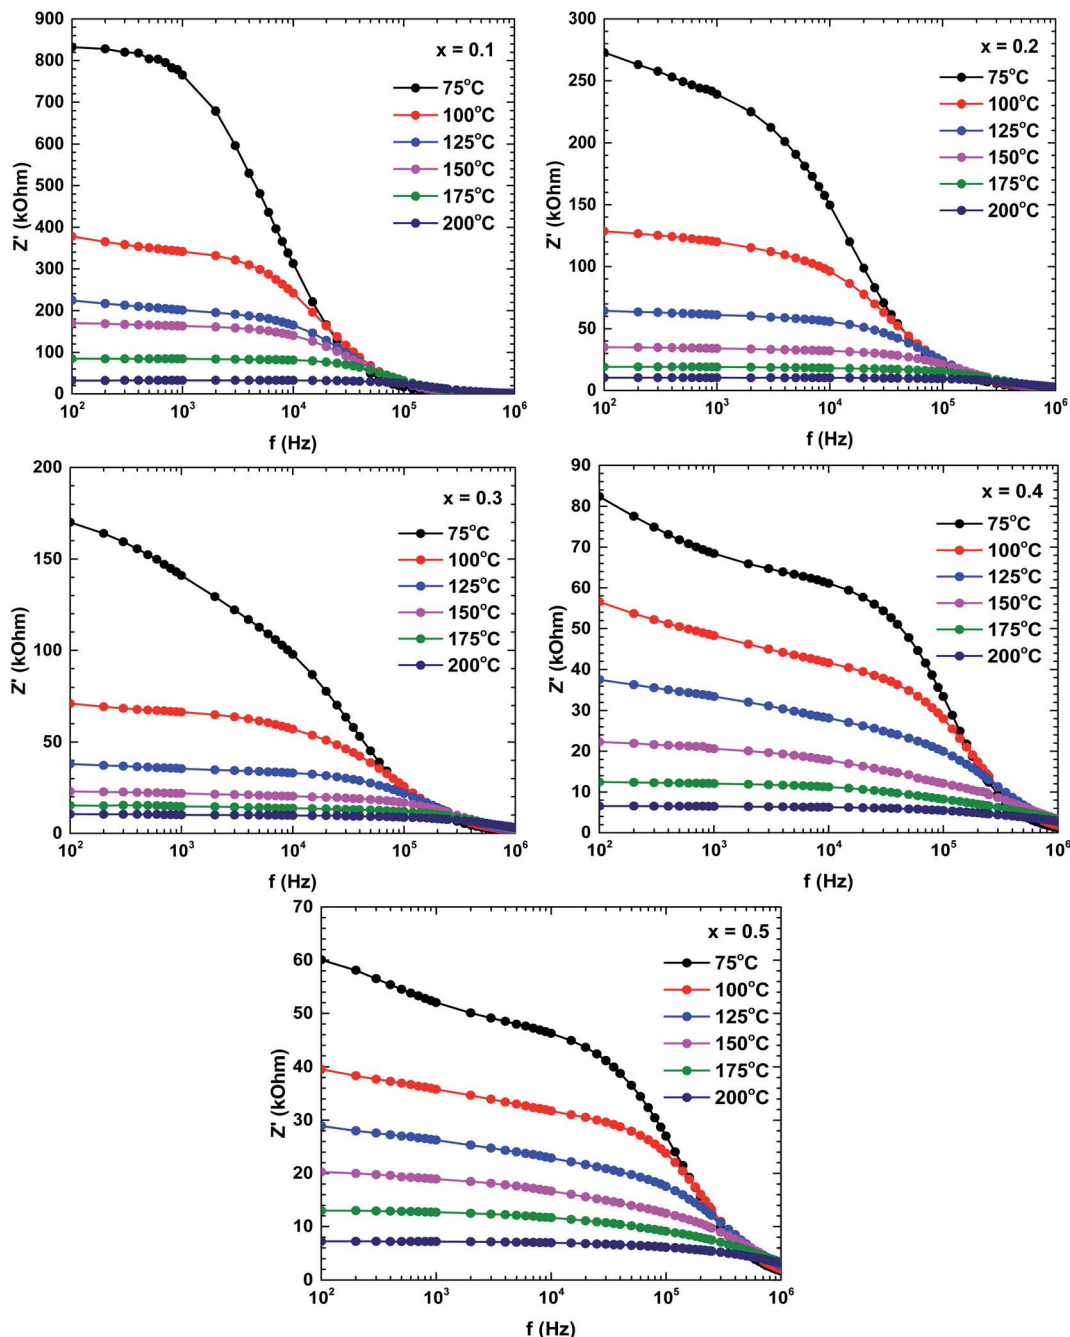 x = 0.1
75°C
100°C
125°C
150°C
175°C
200°C
900
800
700
600
500
400
300
200
100
0
Z' (kOhm)
10² 10³ 10⁴ 10⁵ 10⁶
f (Hz)
x = 0.2
75°C
100°C
125°C
150°C
175°C
200°C
300
250
200
150
100
50
0
Z' (kOhm)
10² 10³ 10⁴ 10⁵ 10⁶
f (Hz)
x = 0.3
75°C
100°C
125°C
150°C
175°C
200°C
200
150
100
50
0
Z' (kOhm)
10² 10³ 10⁴ 10⁵ 10⁶
f (Hz)
x = 0.4
75°C
100°C
125°C
150°C
175°C
200°C
90
80
70
60
50
40
30
20
10
0
Z' (kOhm)
10² 10³ 10⁴ 10⁵ 10⁶
f (Hz)
x = 0.5
75°C
100°C
125°C
150°C
175°C
200°C
70
60
50
40
30
20
10
0
Z' (kOhm)
10² 10³ 10⁴ 10⁵ 10⁶
f (Hz)